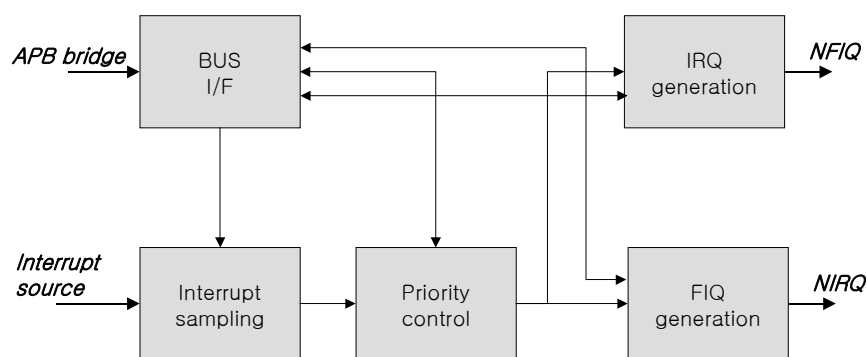 APB bridge
BUS
I/F
IRQ
generation
NFIQ
Interrupt
source
Interrupt
sampling
Priority
control
FIQ
generation
NIRQ